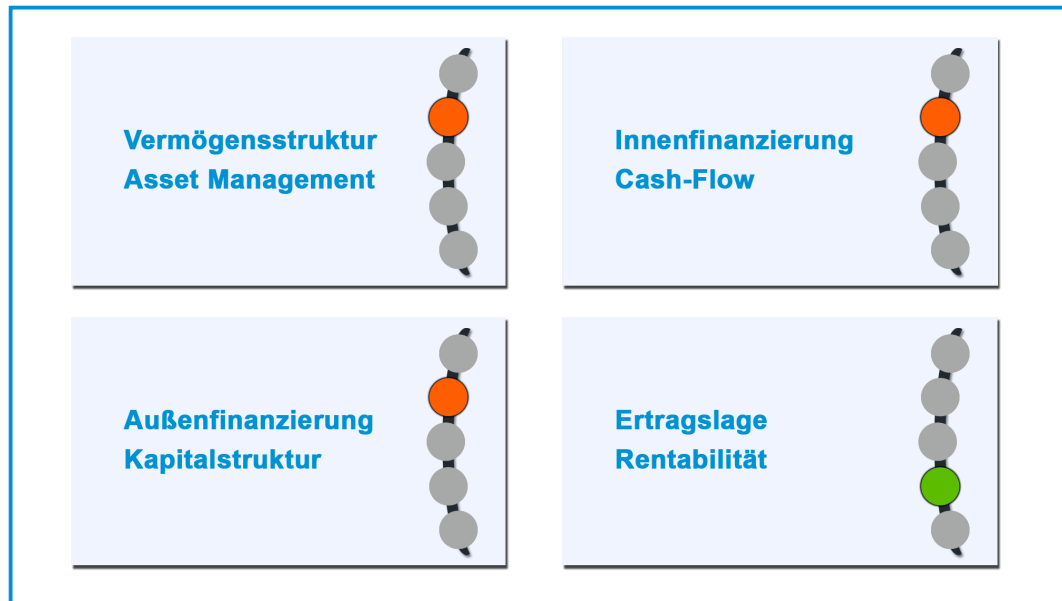 Vermögensstruktur
Asset Management
Innenfinanzierung
Cash-Flow
Außenfinanzierung
Kapitalstruktur
Ertragslage
Rentabilität